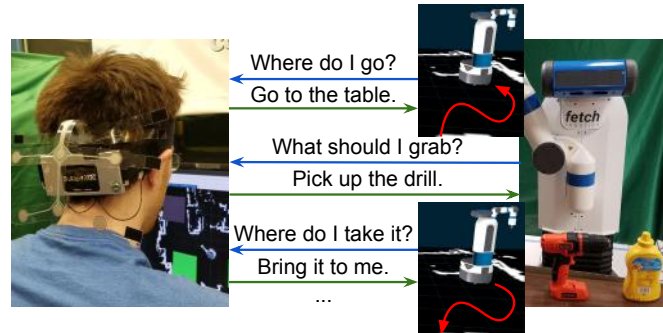 Where do I go?
Go to the table.
What should I grab?
Pick up the drill.
Where do I take it?
Bring it to me.
...
fetch